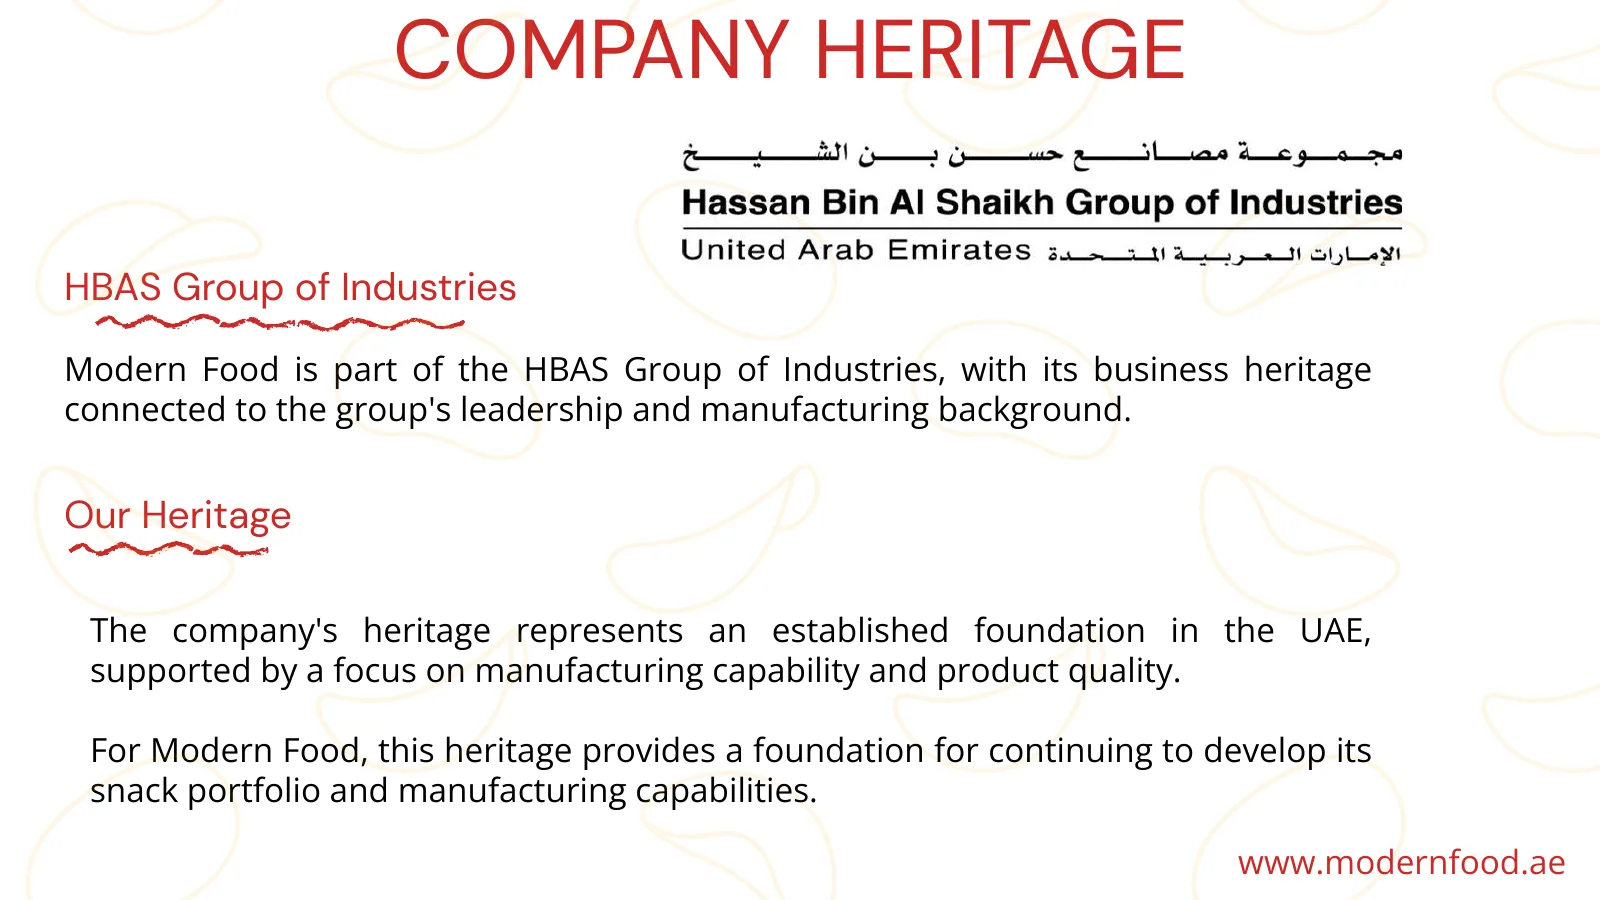 COMPANY HERITAGE
مجموعة مصانع حسن بن الشيخ
Hassan Bin Al Shaikh Group of Industries
United Arab Emirates الإمارات العربية المتحدة
HBAS Group of Industries
Modern Food is part of the HBAS Group of Industries, with its business heritage
connected to the group's leadership and manufacturing background.
Our Heritage
The company's heritage represents an established foundation in the UAE,
supported by a focus on manufacturing capability and product quality.
For Modern Food, this heritage provides a foundation for continuing to develop its
snack portfolio and manufacturing capabilities.
www.modernfood.ae